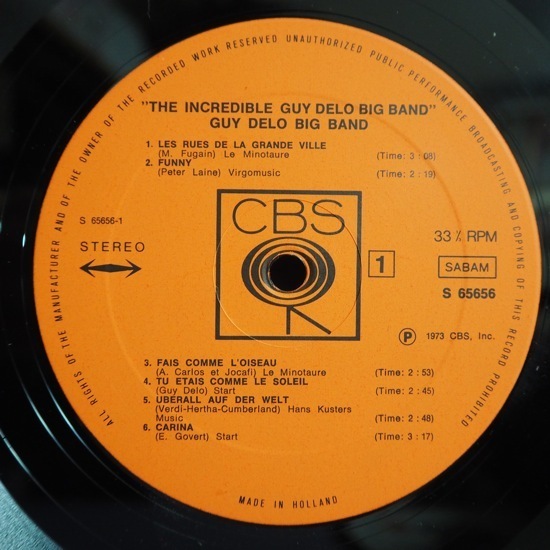 ALL RIGHTS OF THE MANUFACTURER AND OF THE OWNER OF THE RECORDED WORK RESERVED UNAUTHORIZED PUBLIC PERFORMANCE BROADCASTING AND COPYING OF THIS RECORD PROHIBITED
"THE INCREDIBLE GUY DELO BIG BAND"
GUY DELO BIG BAND
1. LES RUES DE LA GRANDE VILLE
(M. Fugain) Le Minotaure (Time: 3 : 08)
2. FUNNY
(Peter Laine) Virgomusic (Time: 2 : 19)
CBS
S 65656-1
STEREO
1
33 ⅓ RPM
SABAM
S 65656
Ⓟ 1973 CBS, Inc.
3. FAIS COMME L'OISEAU
(A. Carlos et Jocafi) Le Minotaure (Time: 2 : 53)
4. TU ETAIS COMME LE SOLEIL
(Guy Delo) Start (Time: 2 : 45)
5. UBERALL AUF DER WELT
(Verdi-Hertha-Cumberland) Hans Kusters
Music (Time: 2 : 48)
6. CARINA
(E. Govert) Start (Time: 3 : 17)
MADE IN HOLLAND